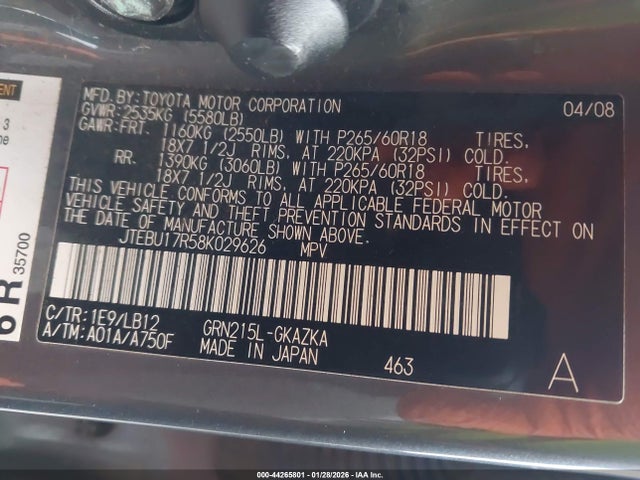 ENT
3
ne
6 R 35700
MFD. BY: TOYOTA MOTOR CORPORATION 04/08
GVWR: 2535KG (5580LB)
GAWR: FRT. 1160KG (2550LB) WITH P265/60R18 TIRES,
18X7 1/2J RIMS, AT 220KPA (32PSI) COLD.
RR. 1390KG (3060LB) WITH P265/60R18 TIRES,
18X7 1/2J RIMS, AT 220KPA (32PSI) COLD.
THIS VEHICLE CONFORMS TO ALL APPLICABLE FEDERAL MOTOR
VEHICLE SAFETY AND THEFT PREVENTION STANDARDS IN EFFECT ON
THE DATE OF MANUFACTURE SHOWN ABOVE.
JTEBU17R58K029626 MPV
C/TR: 1E9/LB12 GRN215L-GKAZKA
A/TM: A01A/A750F MADE IN JAPAN 463 A
000-44265801 | 01/28/2026 | IAA Inc.